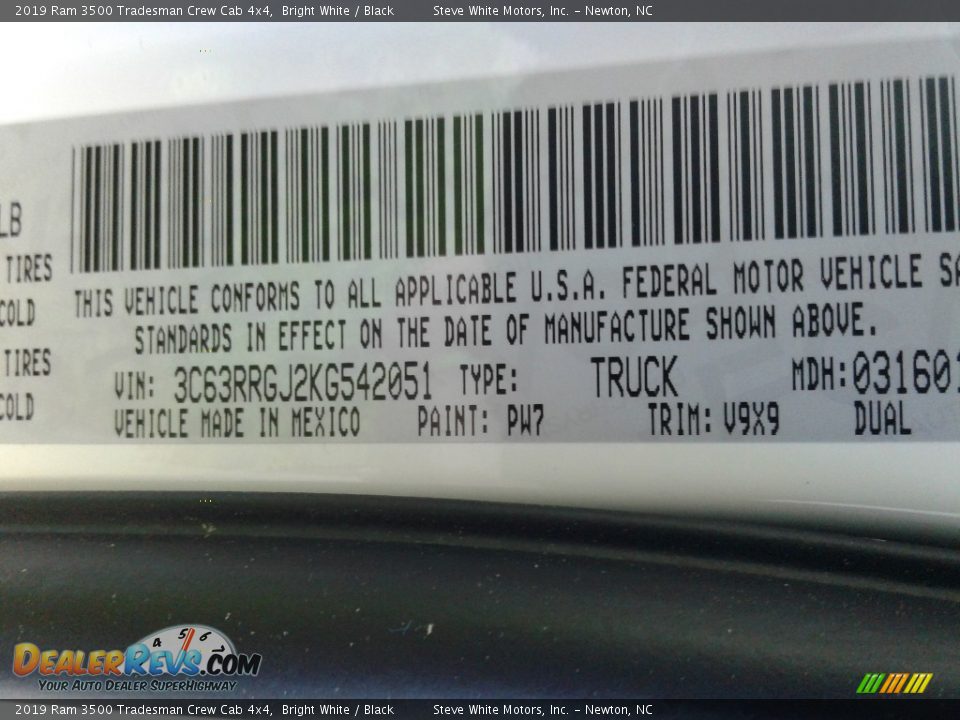 2019 Ram 3500 Tradesman Crew Cab 4x4, Bright White / Black Steve White Motors, Inc. - Newton, NC
LB
TIRES
COLD
TIRES
COLD
THIS VEHICLE CONFORMS TO ALL APPLICABLE U.S.A. FEDERAL MOTOR VEHICLE SA
STANDARDS IN EFFECT ON THE DATE OF MANUFACTURE SHOWN ABOVE.
VIN: 3C63RRGJ2KG542051 TYPE: TRUCK MDH:031601
VEHICLE MADE IN MEXICO PAINT: PW7 TRIM: V9X9 DUAL
4 5 6
DealerRevs.com
Your Auto Dealer SuperHighway
2019 Ram 3500 Tradesman Crew Cab 4x4, Bright White / Black Steve White Motors, Inc. - Newton, NC